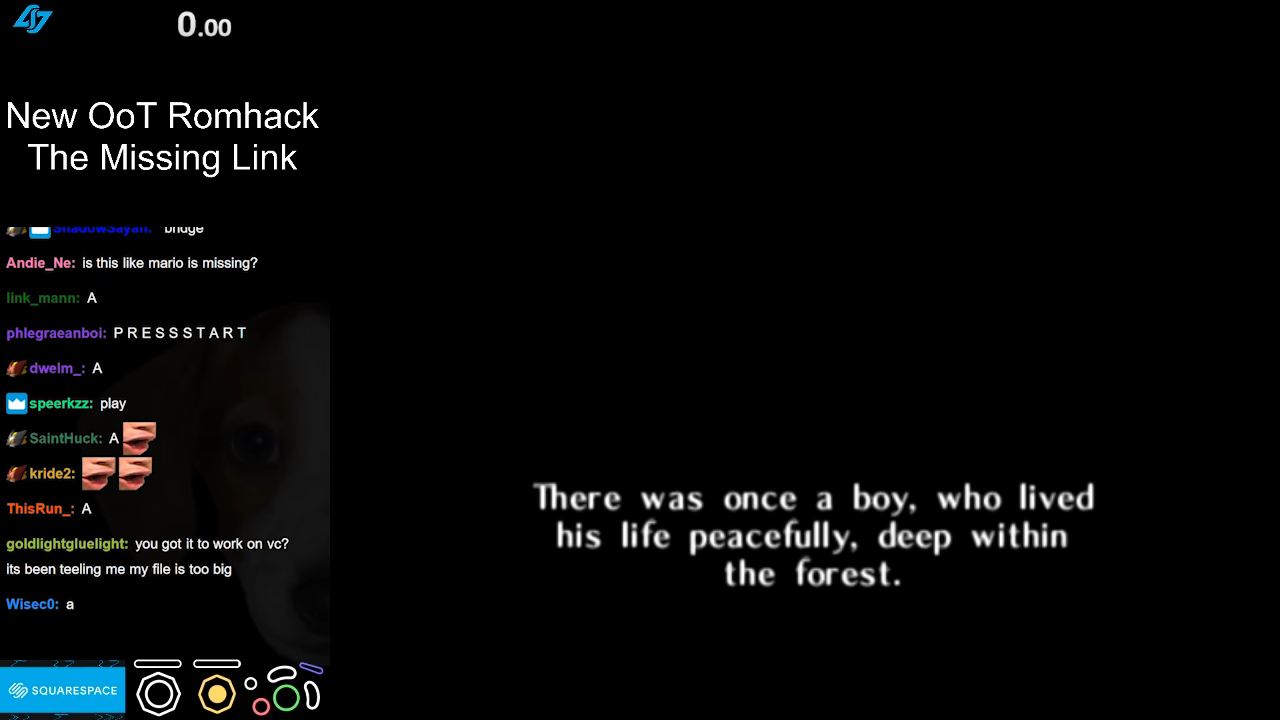 0.00
New OoT Romhack
The Missing Link
ShadowSayan: bridge
Andie_Ne: is this like mario is missing?
link_mann: A
phlegraeanboi: P R E S S S T A R T
dwelm_: A
speerkzz: play
SaintHuck: A
kride2:
ThisRun_: A
goldlightgluelight: you got it to work on vc?
its been teeling me my file is too big
Wisec0: a
SQUARESPACE
There was once a boy, who lived
his life peacefully, deep within
the forest.